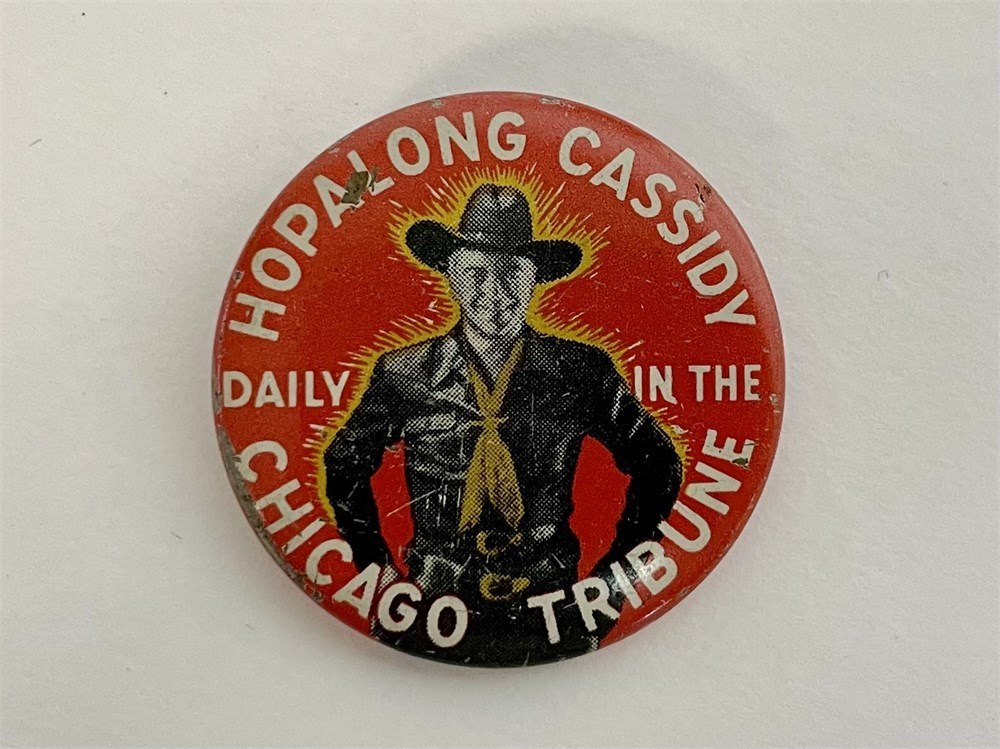 HOPALONG CASSIDY
DAILY IN THE
CHICAGO TRIBUNE